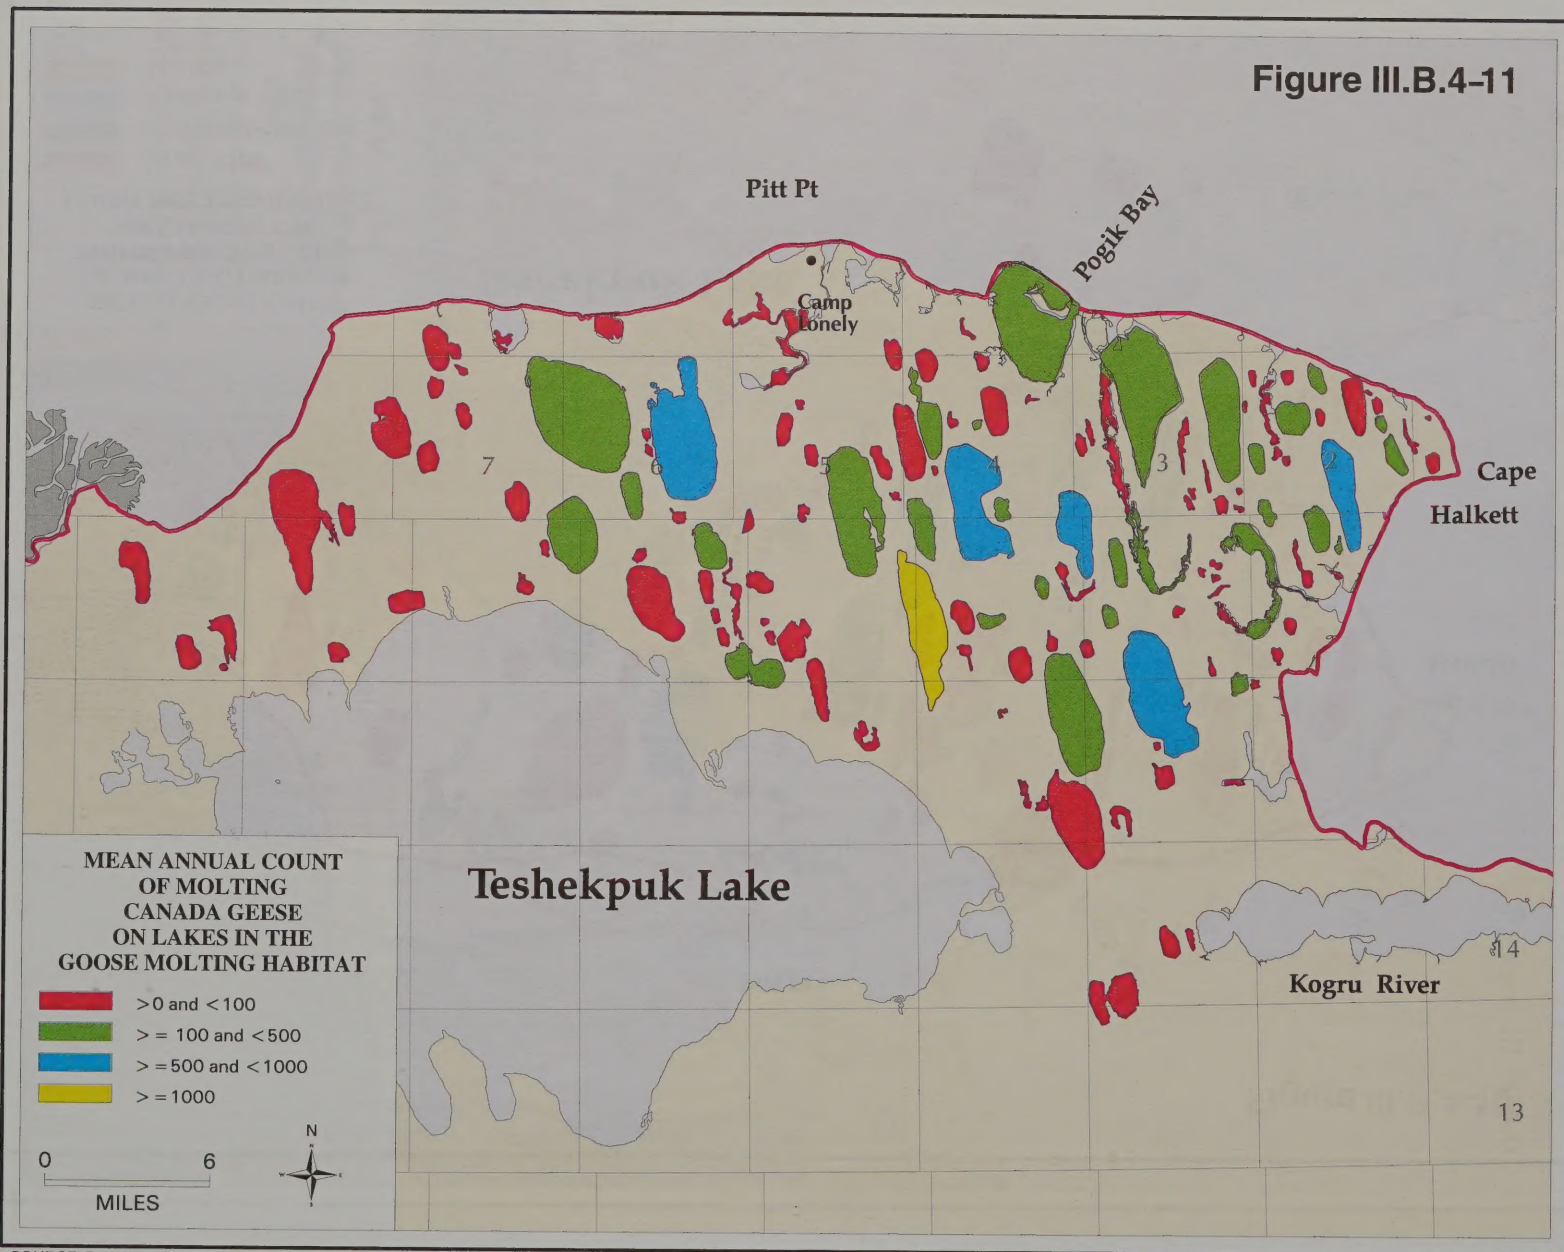 Figure III.B.4-11
Pitt Pt
Pogik Bay
Camp
Lonely
7
6
5
4
3
2
Cape
Halkett
Teshekpuk Lake
14
Kogru River
13
MEAN ANNUAL COUNT
OF MOLTING
CANADA GEESE
ON LAKES IN THE
GOOSE MOLTING HABITAT
>0 and <100
>= 100 and <500
>=500 and <1000
>=1000
0 6
MILES
N
N
W E
S